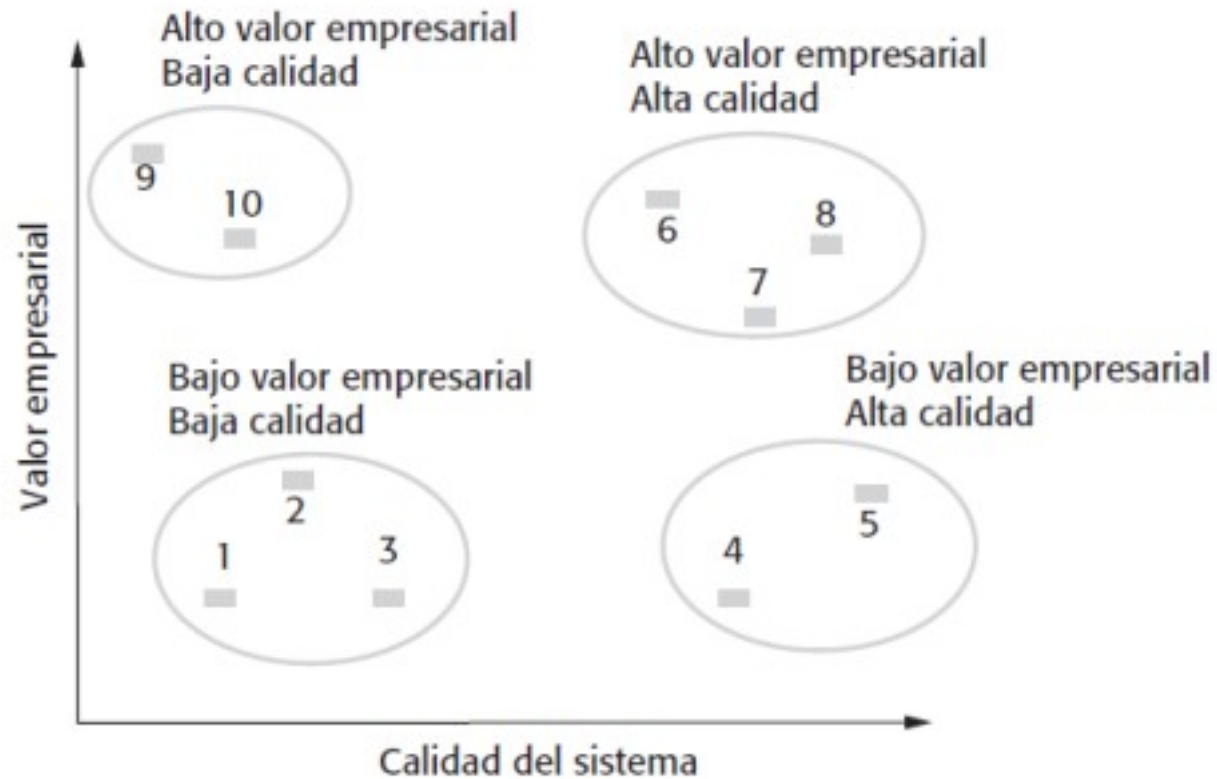 Alto valor empresarial
Baja calidad
Alto valor empresarial
Alta calidad
9
10
6
8
7
Valor empresarial
Bajo valor empresarial
Baja calidad
Bajo valor empresarial
Alta calidad
2
5
1
3
4
Calidad del sistema